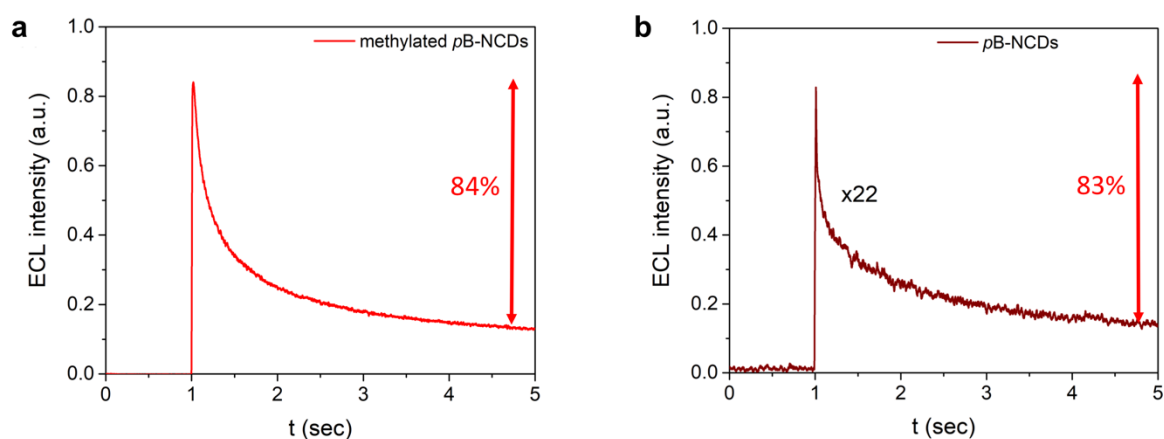 a
methylated pB-NCDs
ECL intensity (a.u.)
1.0
0.8
0.6
0.4
0.2
0.0
84%
0
1
2
3
4
5
t (sec)
b
pB-NCDs
ECL intensity (a.u.)
1.0
0.8
0.6
0.4
0.2
0.0
x22
83%
0
1
2
3
4
5
t (sec)